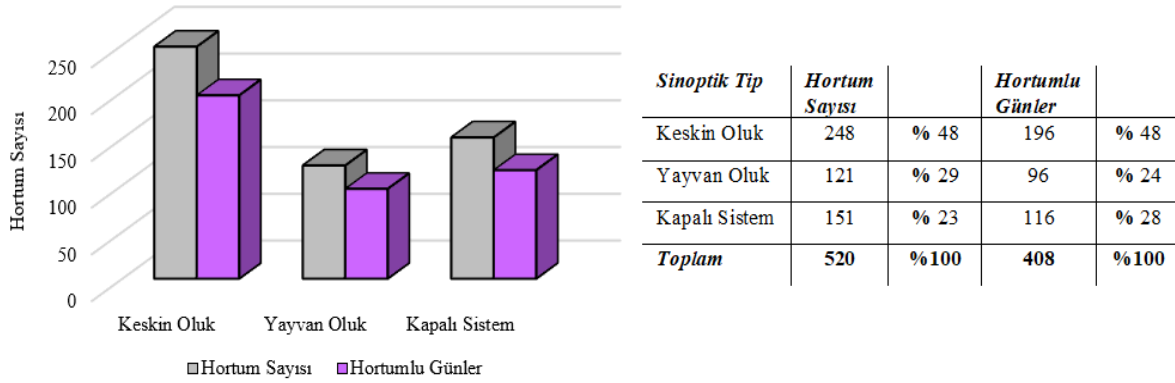 250
200
150
100
50
0
Hortum Sayısı
Keskin Oluk Yayvan Oluk Kapalı Sistem
Hortum Sayısı Hortumlu Günler
Sinoptik Tip Hortum Sayısı Hortumlu Günler
Keskin Oluk 248 % 48 196 % 48
Yayvan Oluk 121 % 29 96 % 24
Kapalı Sistem 151 % 23 116 % 28
Toplam 520 %100 408 %100